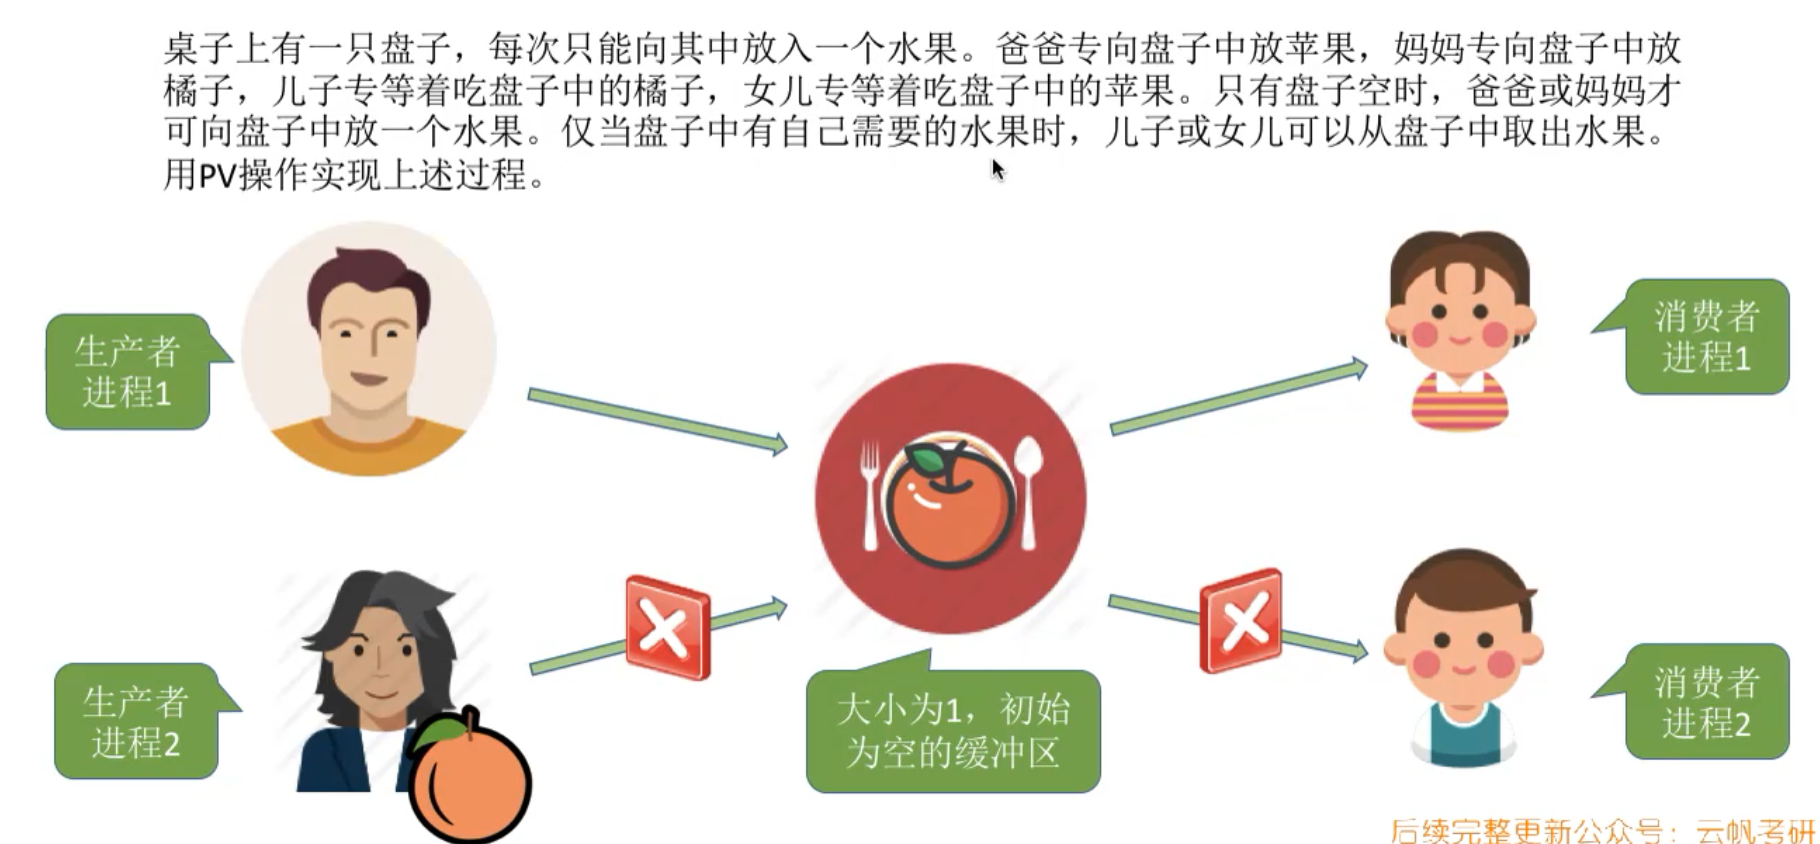 桌子上有一只盘子，每次只能向其中放入一个水果。爸爸专向盘子中放苹果，妈妈专向盘子中放
橘子，儿子专等着吃盘子中的橘子，女儿专等着吃盘子中的苹果。只有盘子空时，爸爸或妈妈才
可向盘子中放一个水果。仅当盘子中有自己需要的水果时，儿子或女儿可以从盘子中取出水果。
用PV操作实现上述过程。
生产者
进程1
消费者
进程1
生产者
进程2
大小为1，初始
为空的缓冲区
消费者
进程2
后续完整更新公众号：云帆考研